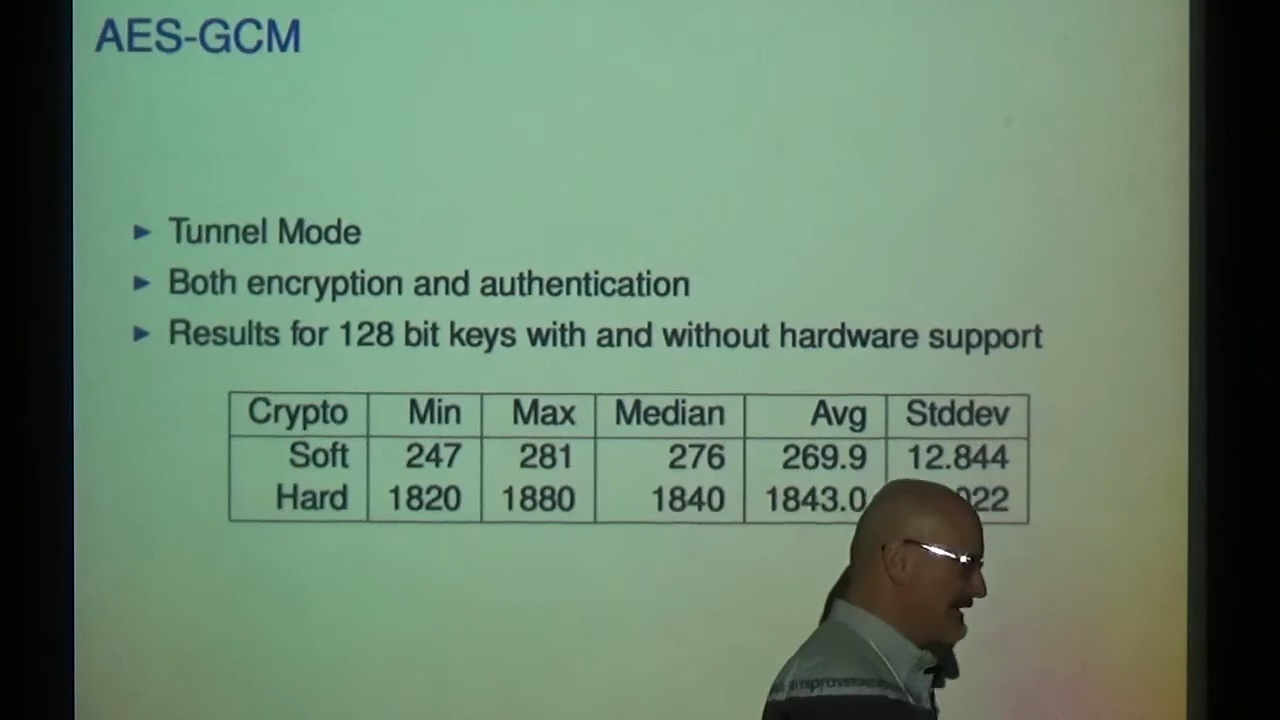 AES-GCM
Tunnel Mode
Both encryption and authentication
Results for 128 bit keys with and without hardware support
Crypto Min Max Median Avg Stddev
Soft 247 281 276 269.9 12.844
Hard 1820 1880 1840 1843.0